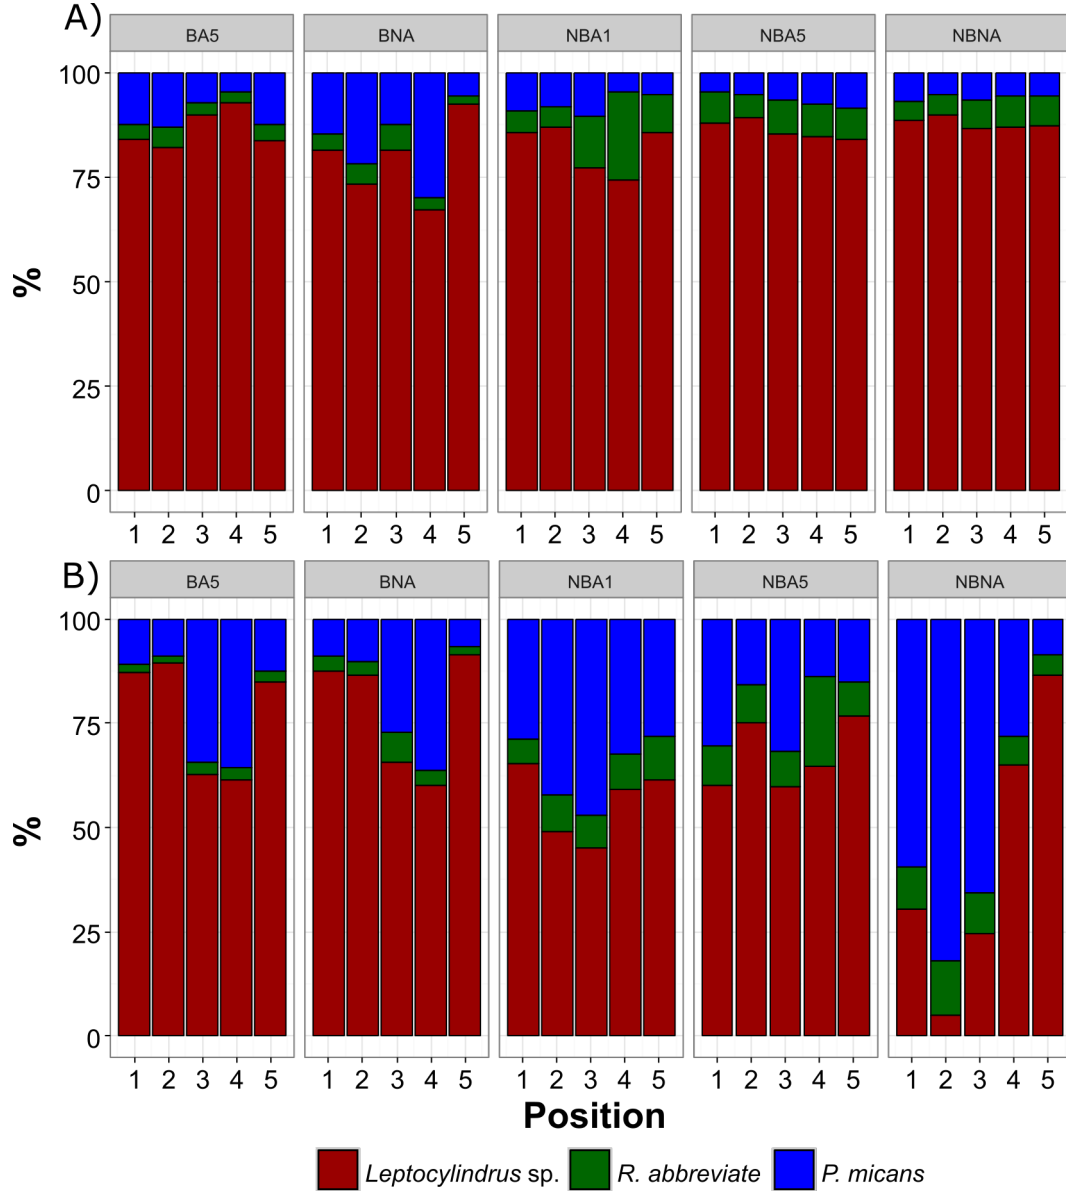 A)
BA5 BNA NBA1 NBA5 NBNA
100
75
50
25
0
%
1 2 3 4 5 1 2 3 4 5 1 2 3 4 5 1 2 3 4 5 1 2 3 4 5
B)
BA5 BNA NBA1 NBA5 NBNA
100
75
50
25
0
%
1 2 3 4 5 1 2 3 4 5 1 2 3 4 5 1 2 3 4 5 1 2 3 4 5
Position
Leptocylindrus sp. R. abbreviate P. micans